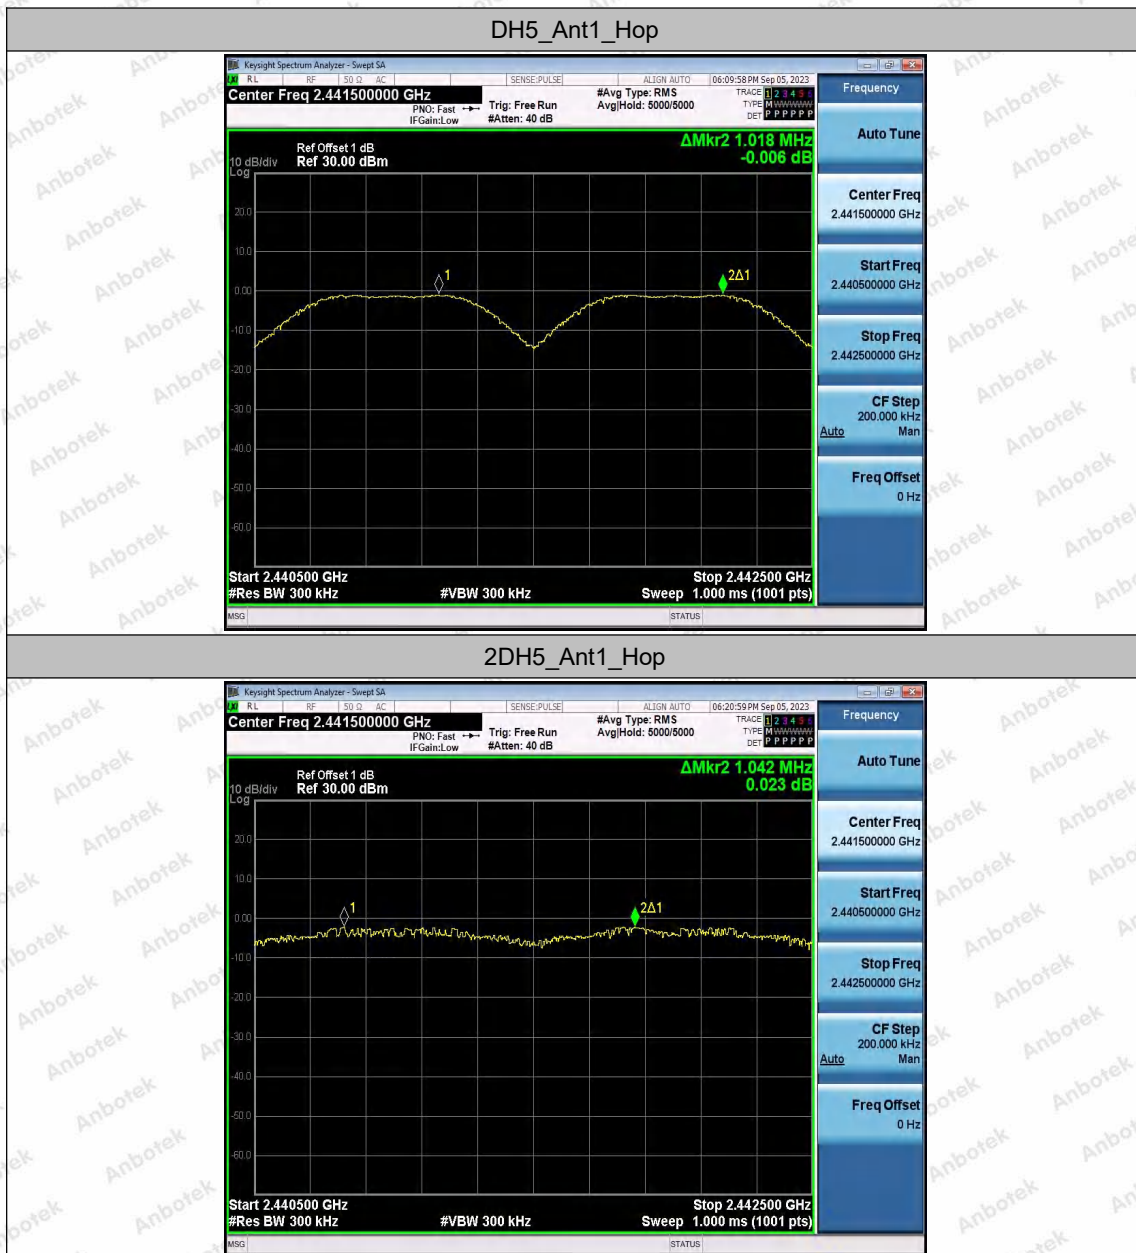 DH5_Ant1_Hop
Keysight Spectrum Analyzer - Swept SA
RL RF 50 Ω AC SENSE:PULSE ALIGN AUTO 06:09:58 PM Sep 05, 2023
Center Freq 2.441500000 GHz
PNO: Fast
IFGain:Low
Trig: Free Run
#Atten: 40 dB
#Avg Type: RMS
Avg|Hold: 5000/5000
TRACE 1 2 3 4 5 6
TYPE M WWWWW
DET P P P P P P
Frequency
Auto Tune
Center Freq
2.441500000 GHz
Start Freq
2.440500000 GHz
Stop Freq
2.442500000 GHz
CF Step
200.000 kHz
Auto Man
Freq Offset
0 Hz
ΔMkr2 1.018 MHz
-0.006 dB
Ref Offset 1 dB
10 dB/div Ref 30.00 dBm
Log
20.0
10.0
0.00
-10.0
-20.0
-30.0
-40.0
-50.0
-60.0
1
2Δ1
Start 2.440500 GHz Stop 2.442500 GHz
#Res BW 300 kHz #VBW 300 kHz Sweep 1.000 ms (1001 pts)
MSG STATUS
2DH5_Ant1_Hop
Keysight Spectrum Analyzer - Swept SA
RL RF 50 Ω AC SENSE:PULSE ALIGN AUTO 06:20:59 PM Sep 05, 2023
Center Freq 2.441500000 GHz
PNO: Fast
IFGain:Low
Trig: Free Run
#Atten: 40 dB
#Avg Type: RMS
Avg|Hold: 5000/5000
TRACE 1 2 3 4 5 6
TYPE M WWWWW
DET P P P P P P
Frequency
Auto Tune
Center Freq
2.441500000 GHz
Start Freq
2.440500000 GHz
Stop Freq
2.442500000 GHz
CF Step
200.000 kHz
Auto Man
Freq Offset
0 Hz
ΔMkr2 1.042 MHz
0.023 dB
Ref Offset 1 dB
10 dB/div Ref 30.00 dBm
Log
20.0
10.0
0.00
-10.0
-20.0
-30.0
-40.0
-50.0
-60.0
1
2Δ1
Start 2.440500 GHz Stop 2.442500 GHz
#Res BW 300 kHz #VBW 300 kHz Sweep 1.000 ms (1001 pts)
MSG STATUS
Anbotek